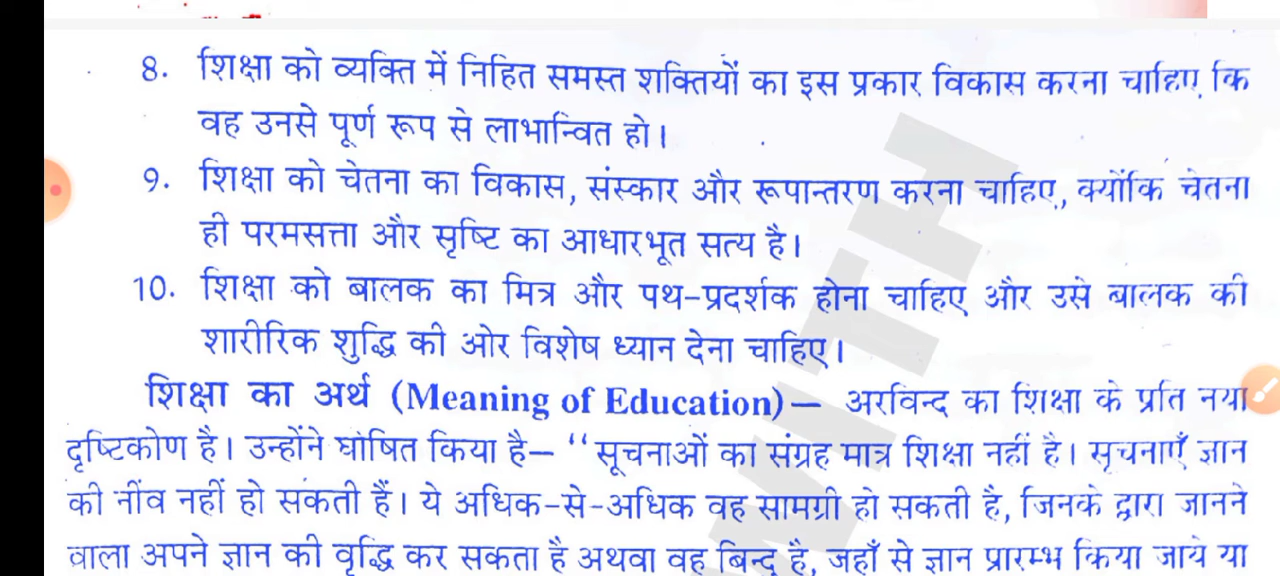 8. शिक्षा को व्यक्ति में निहित समस्त शक्तियों का इस प्रकार विकास करना चाहिए कि
वह उनसे पूर्ण रूप से लाभान्वित हो।
9. शिक्षा को चेतना का विकास, संस्कार और रूपान्तरण करना चाहिए, क्योंकि चेतना
ही परमसत्ता और सृष्टि का आधारभूत सत्य है।
10. शिक्षा को बालक का मित्र और पथ-प्रदर्शक होना चाहिए और उसे बालक की
शारीरिक शुद्धि की ओर विशेष ध्यान देना चाहिए।
शिक्षा का अर्थ (Meaning of Education)— अरविन्द का शिक्षा के प्रति नया
दृष्टिकोण है। उन्होंने घोषित किया है— “सूचनाओं का संग्रह मात्र शिक्षा नहीं है। सूचनाएँ ज्ञान
की नींव नहीं हो सकती हैं। ये अधिक-से-अधिक वह सामग्री हो सकती है, जिनके द्वारा जानने
वाला अपने ज्ञान की वृद्धि कर सकता है अथवा वह बिन्दु है, जहाँ से ज्ञान प्रारम्भ किया जाये या
WITH